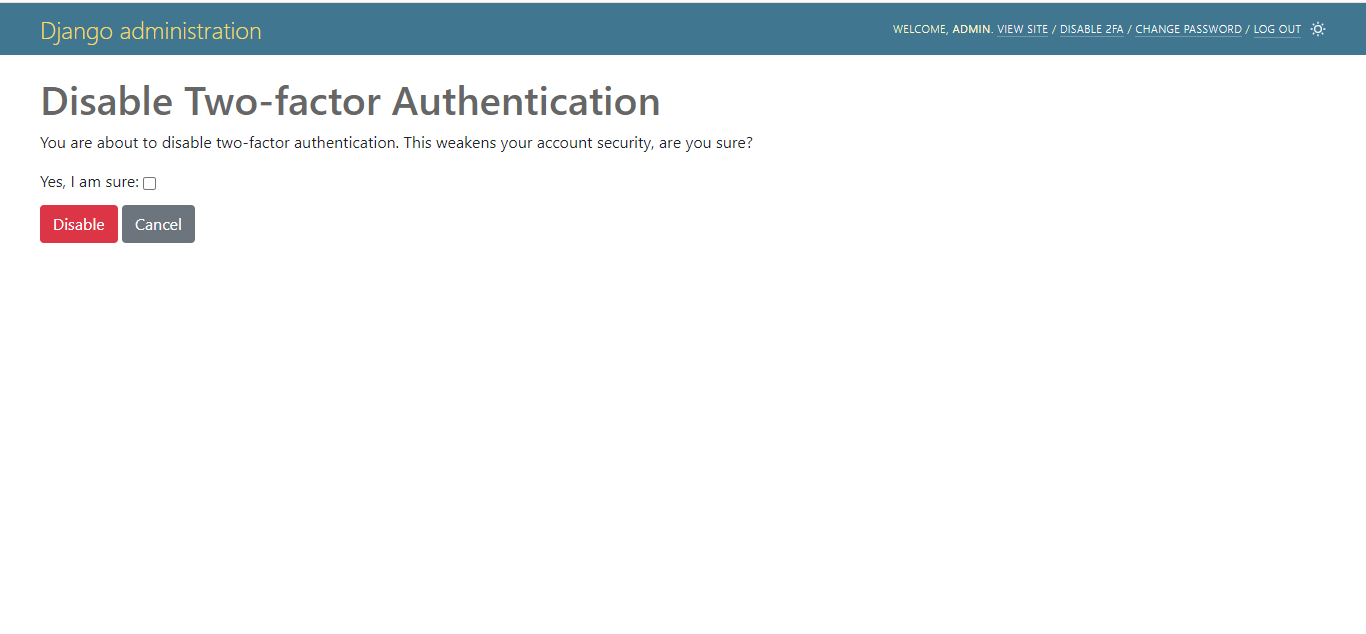 Django administration
WELCOME, ADMIN. VIEW SITE / DISABLE 2FA / CHANGE PASSWORD / LOG OUT
Disable Two-factor Authentication
You are about to disable two-factor authentication. This weakens your account security, are you sure?
Yes, I am sure:
Disable Cancel